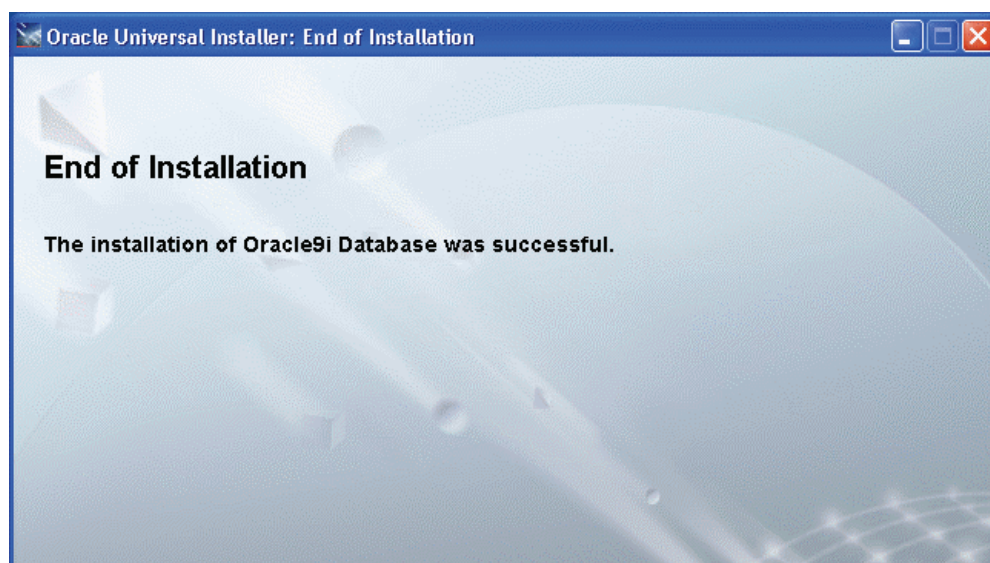 Oracle Universal Installer: End of Installation
End of Installation
The installation of Oracle9i Database was successful.